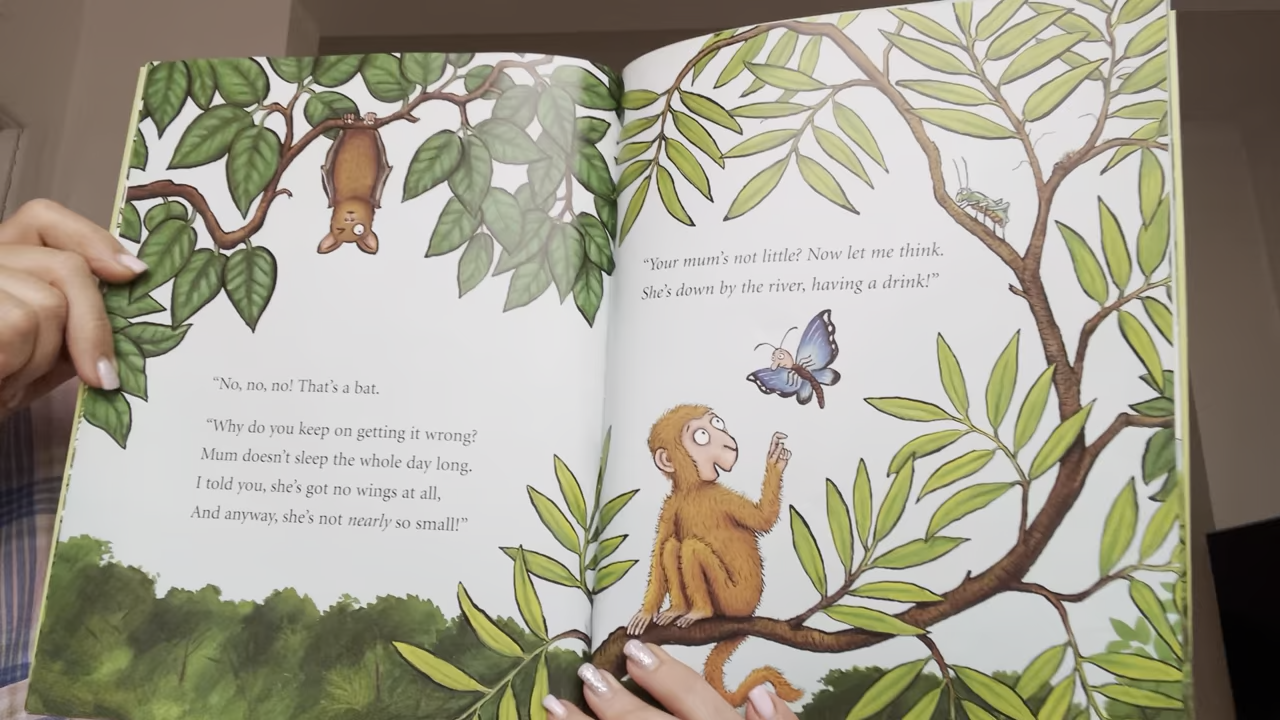 “No, no, no! That’s a bat.
“Why do you keep on getting it wrong?
Mum doesn’t sleep the whole day long.
I told you, she’s got no wings at all,
And anyway, she’s not nearly so small!”
“Your mum’s not little? Now let me think.
She’s down by the river, having a drink!”